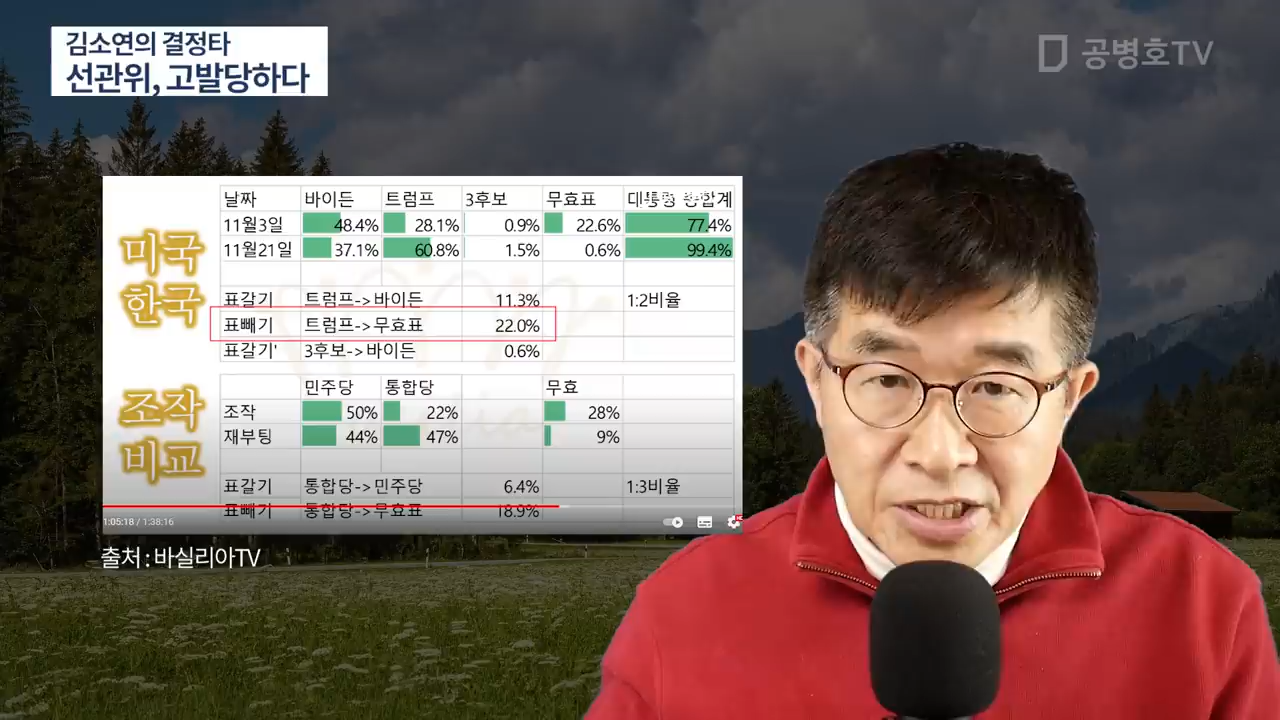 김소연의 결정타
선관위, 고발당하다
공병호TV
미국
한국
조작
비교
날짜 바이든 트럼프 3후보 무효표 대통령 총합계
11월3일 48.4% 28.1% 0.9% 22.6% 77.4%
11월21일 37.1% 60.8% 1.5% 0.6% 99.4%
표갈기 트럼프->바이든 11.3% 1:2비율
표빼기 트럼프->무효표 22.0%
표갈기' 3후보->바이든 0.6%
민주당 통합당 무효
조작 50% 22% 28%
재부팅 44% 47% 9%
표갈기 통합당->민주당 6.4% 1:3비율
표빼기 통합당->무효표 18.9%
1:05:18 / 1:38:16
출처 : 바실리아TV